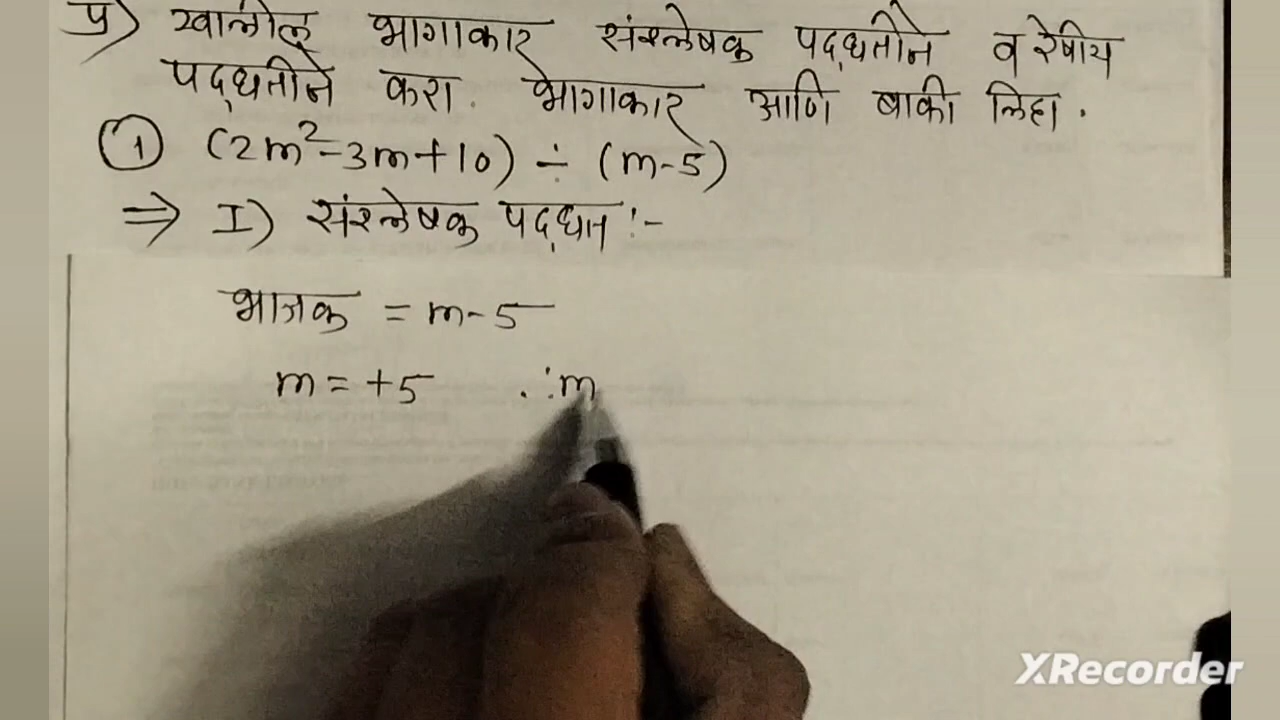 प्र) खालील भागाकार संश्लेषक पद्धतीने व रेषीय
पद्धतीने करा. भागाकार आणि बाकी लिहा.
① (2m²-3m+10) ÷ (m-5)
⇒ I) संश्लेषक पद्धत :-
भाजक = m-5
m = +5 ∴ m
XRecorder